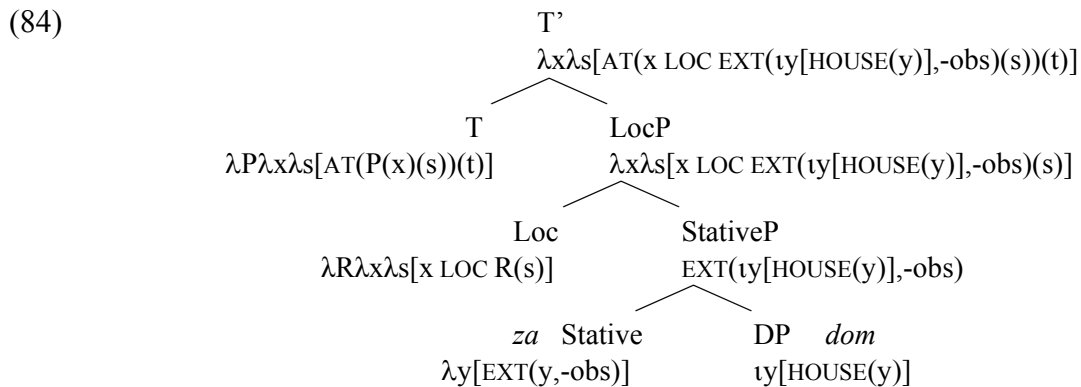 (84) T’
λxλs[AT(x LOC EXT(ιy[HOUSE(y)],-obs)(s))(t)]
T LocP
λPλxλs[AT(P(x)(s))(t)] λxλs[x LOC EXT(ιy[HOUSE(y)],-obs)(s)]
Loc StativeP
λRλxλs[x LOC R(s)] EXT(ιy[HOUSE(y)],-obs)
za Stative DP dom
λy[EXT(y,-obs)] ιy[HOUSE(y)]